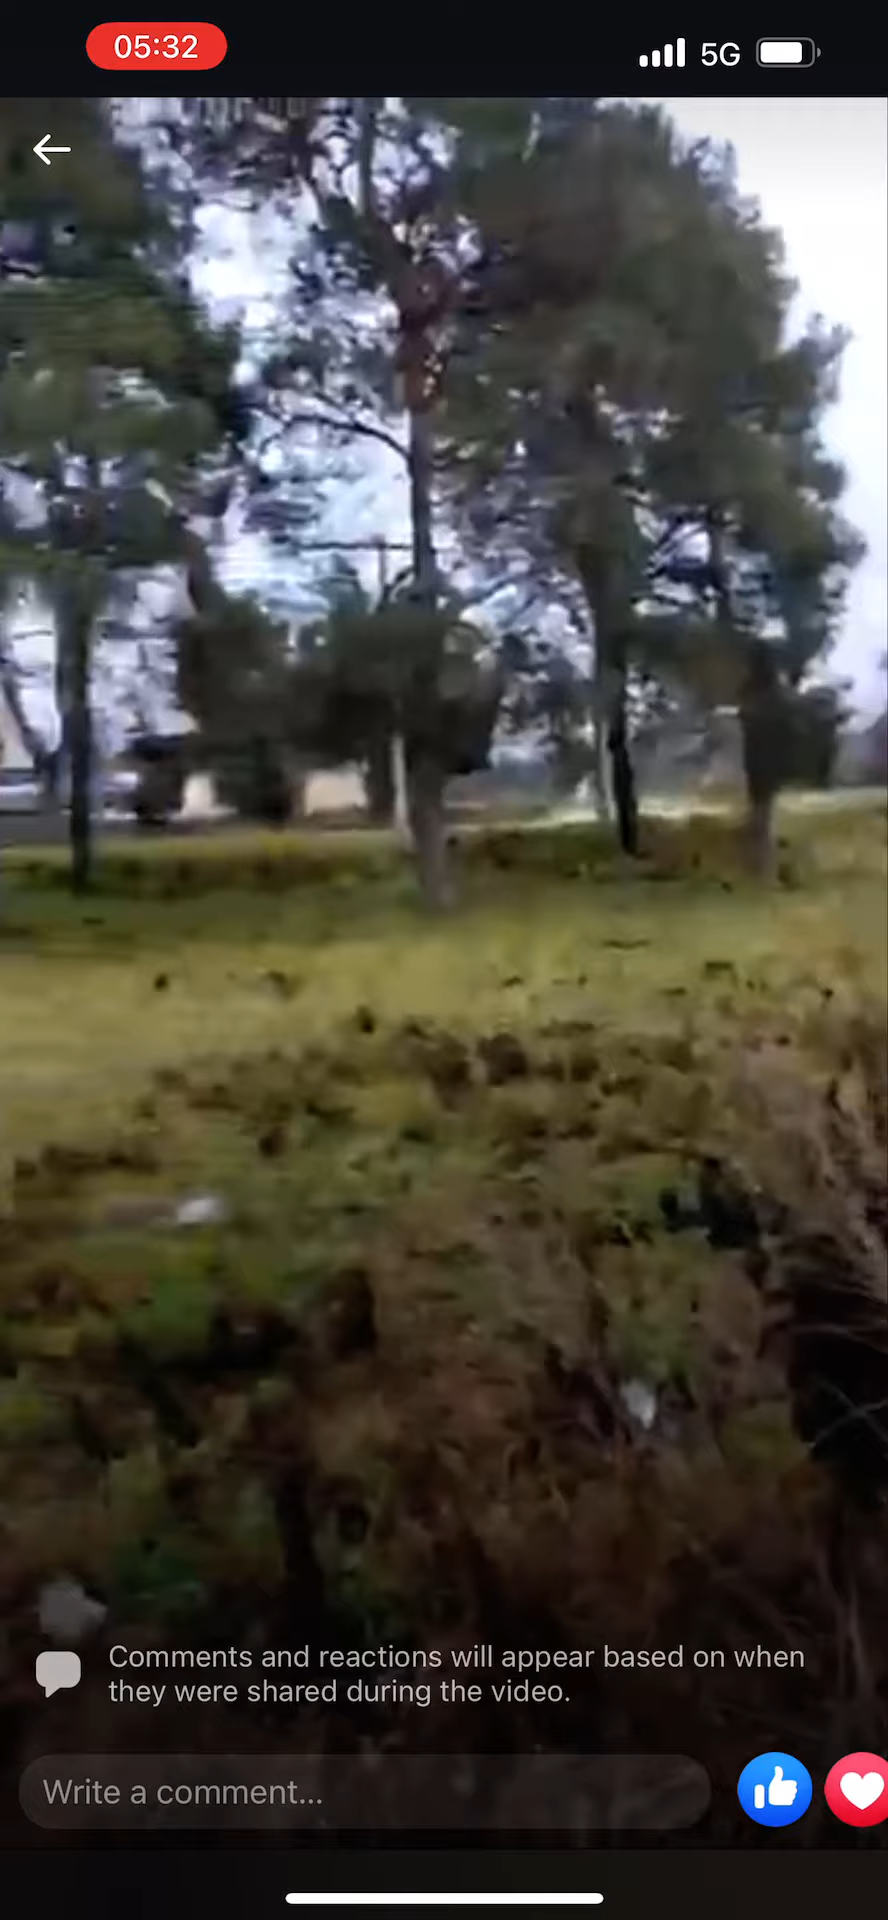 05:32
5G
Comments and reactions will appear based on when
they were shared during the video.
Write a comment...